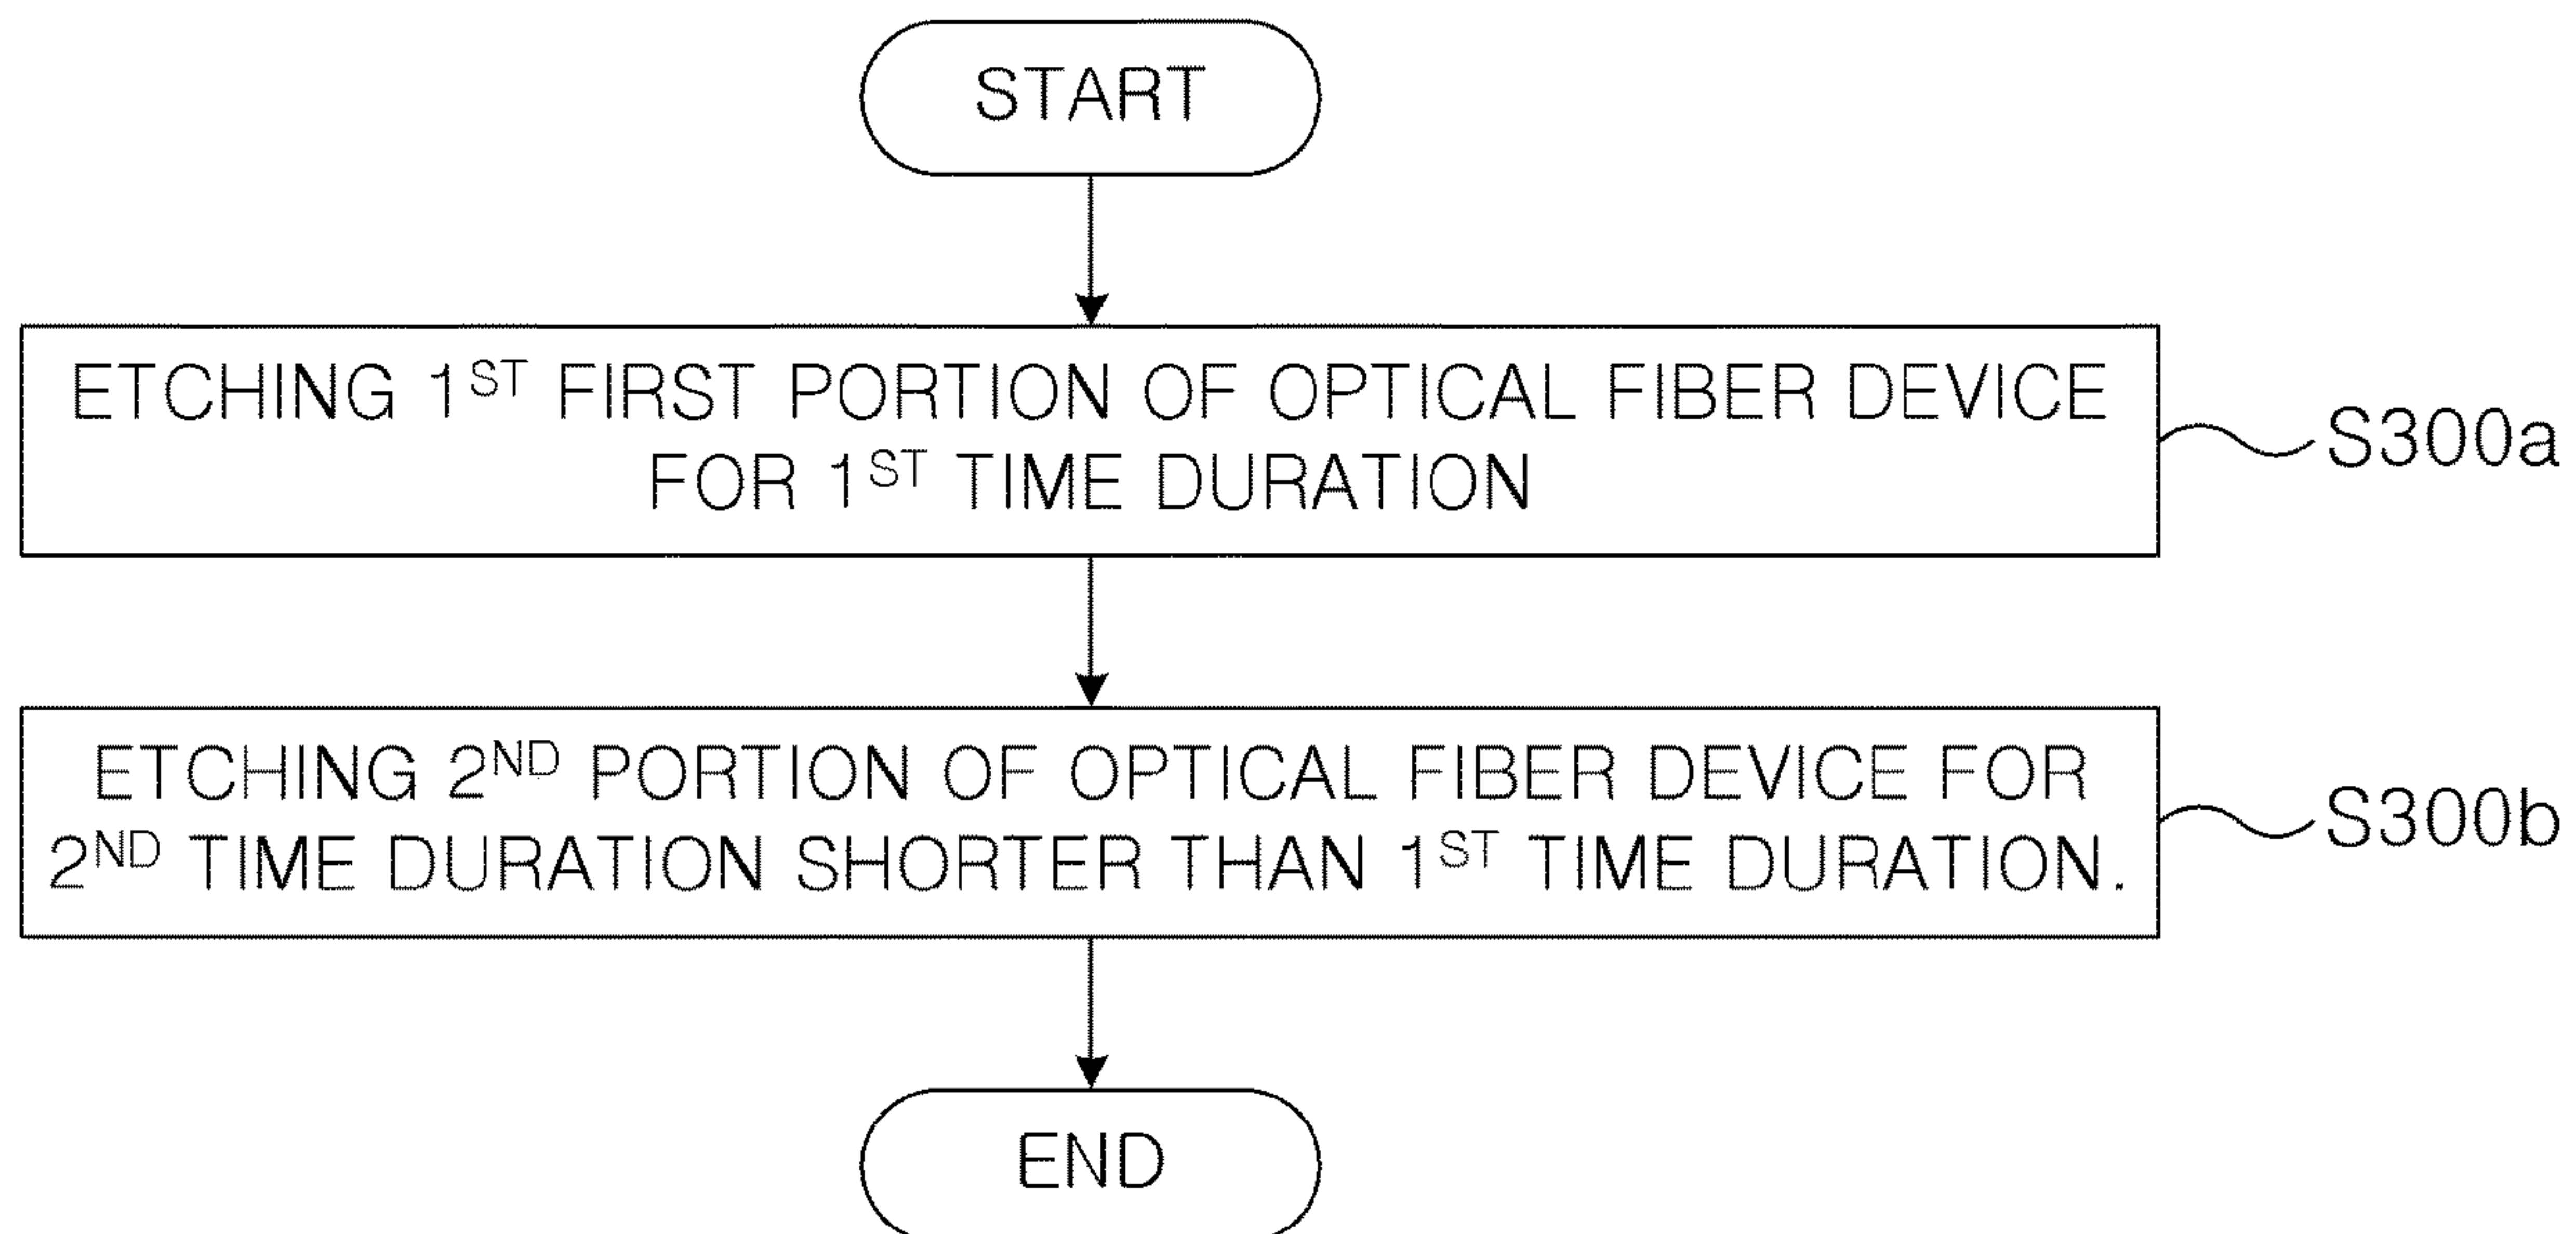 START
ETCHING 1ST FIRST PORTION OF OPTICAL FIBER DEVICE
FOR 1ST TIME DURATION
S300a
ETCHING 2ND PORTION OF OPTICAL FIBER DEVICE FOR
2ND TIME DURATION SHORTER THAN 1ST TIME DURATION.
S300b
END